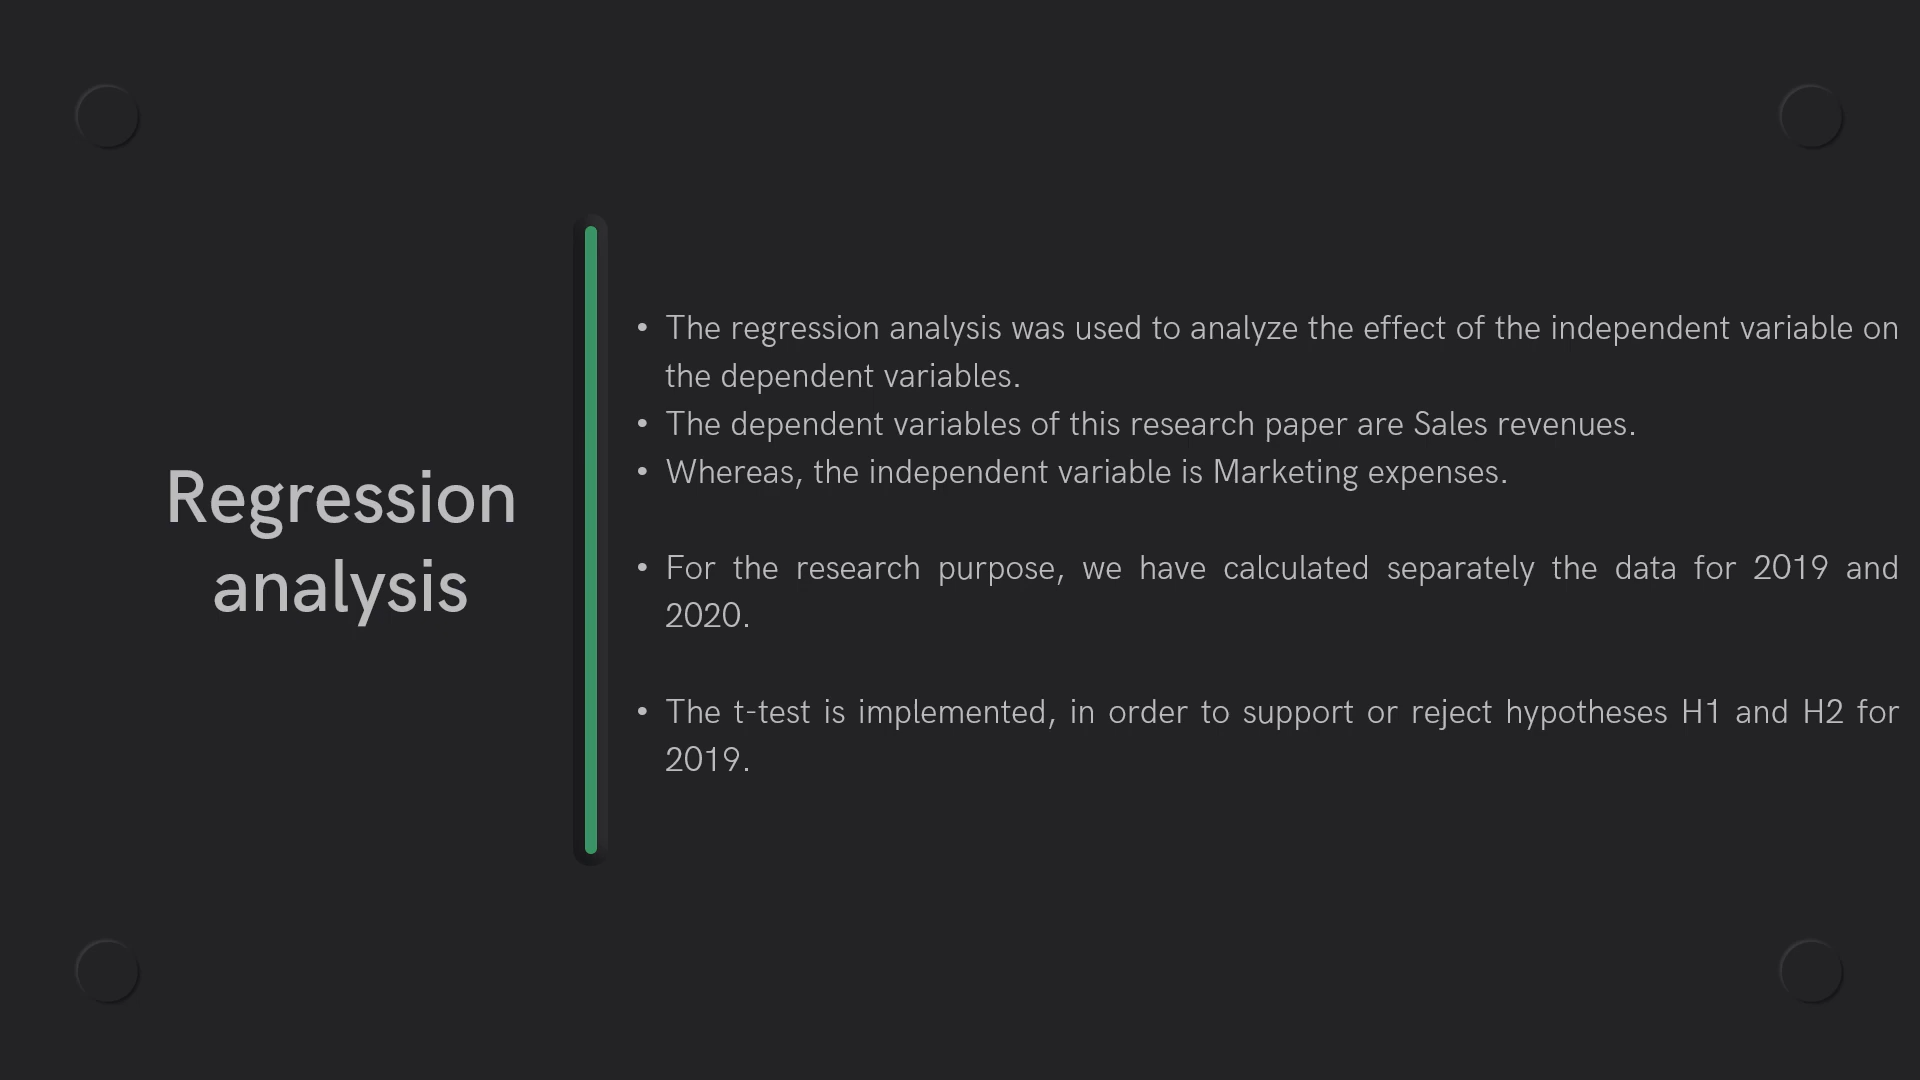 Regression
analysis
• The regression analysis was used to analyze the effect of the independent variable on
the dependent variables.
• The dependent variables of this research paper are Sales revenues.
• Whereas, the independent variable is Marketing expenses.
• For the research purpose, we have calculated separately the data for 2019 and
2020.
• The t-test is implemented, in order to support or reject hypotheses H1 and H2 for
2019.